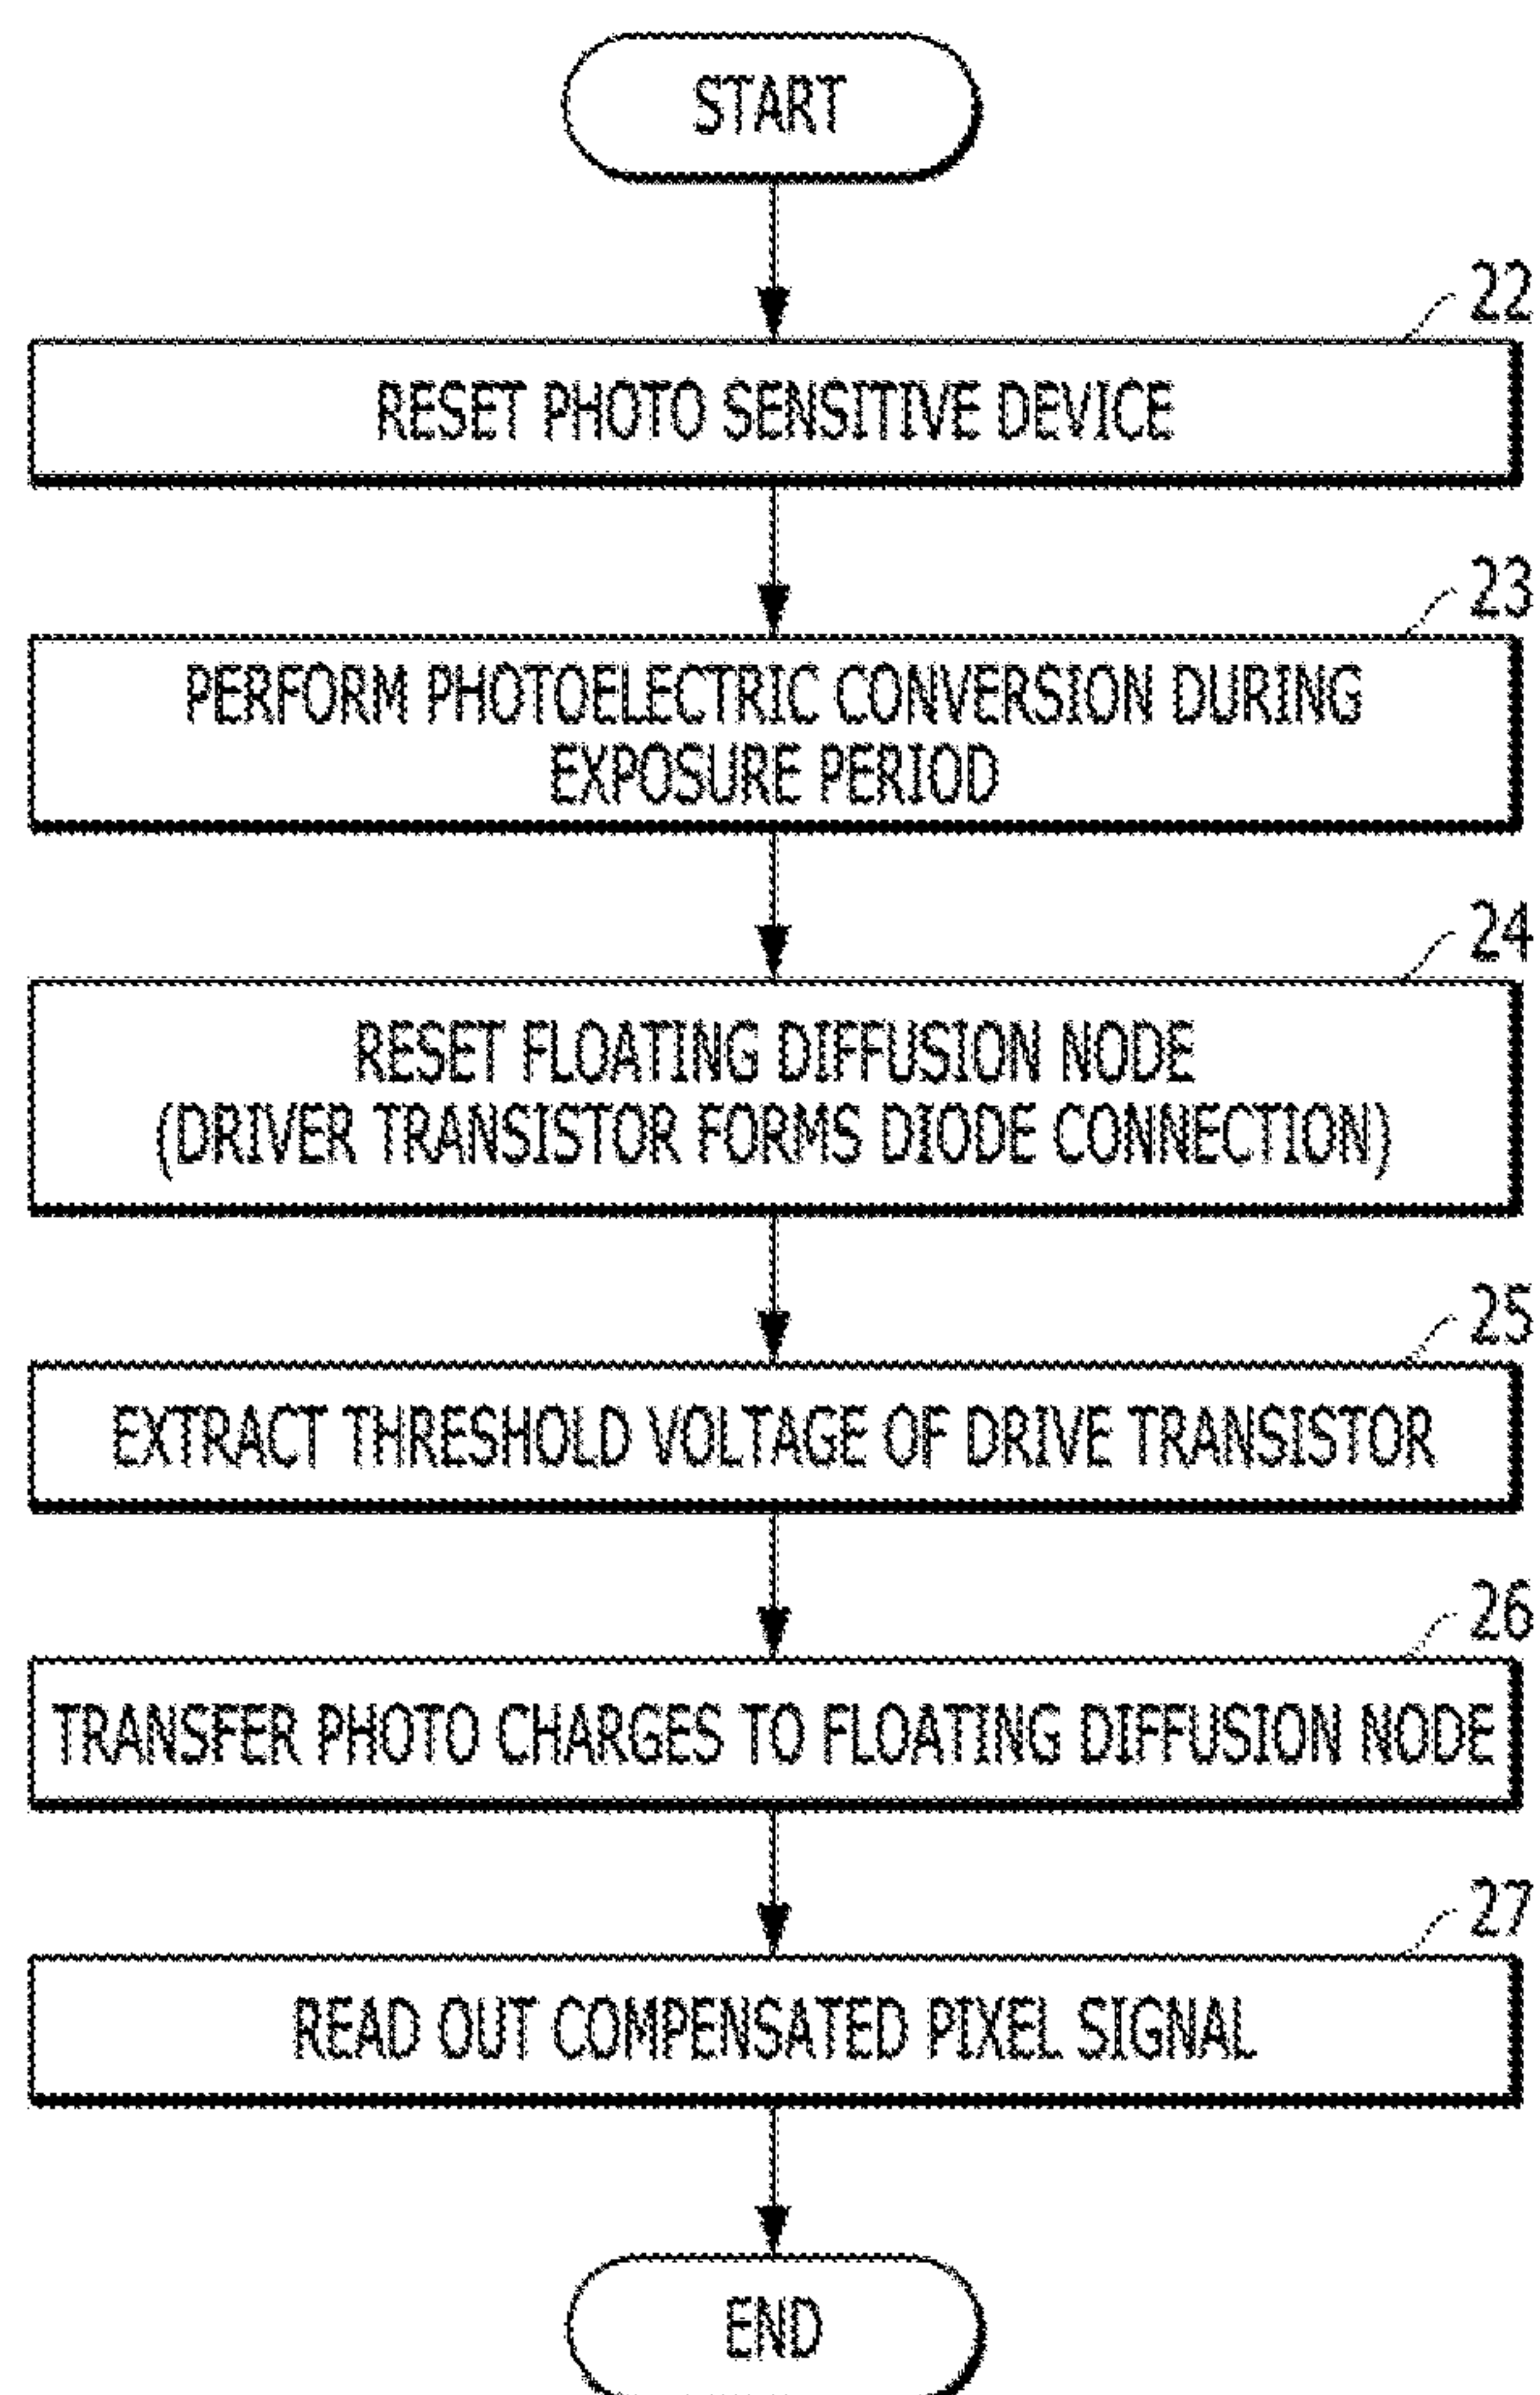 START
22
RESET PHOTO SENSITIVE DEVICE
23
PERFORM PHOTOELECTRIC CONVERSION DURING
EXPOSURE PERIOD
24
RESET FLOATING DIFFUSION NODE
(DRIVER TRANSISTOR FORMS DIODE CONNECTION)
25
EXTRACT THRESHOLD VOLTAGE OF DRIVE TRANSISTOR
26
TRANSFER PHOTO CHARGES TO FLOATING DIFFUSION NODE
27
READ OUT COMPENSATED PIXEL SIGNAL
END